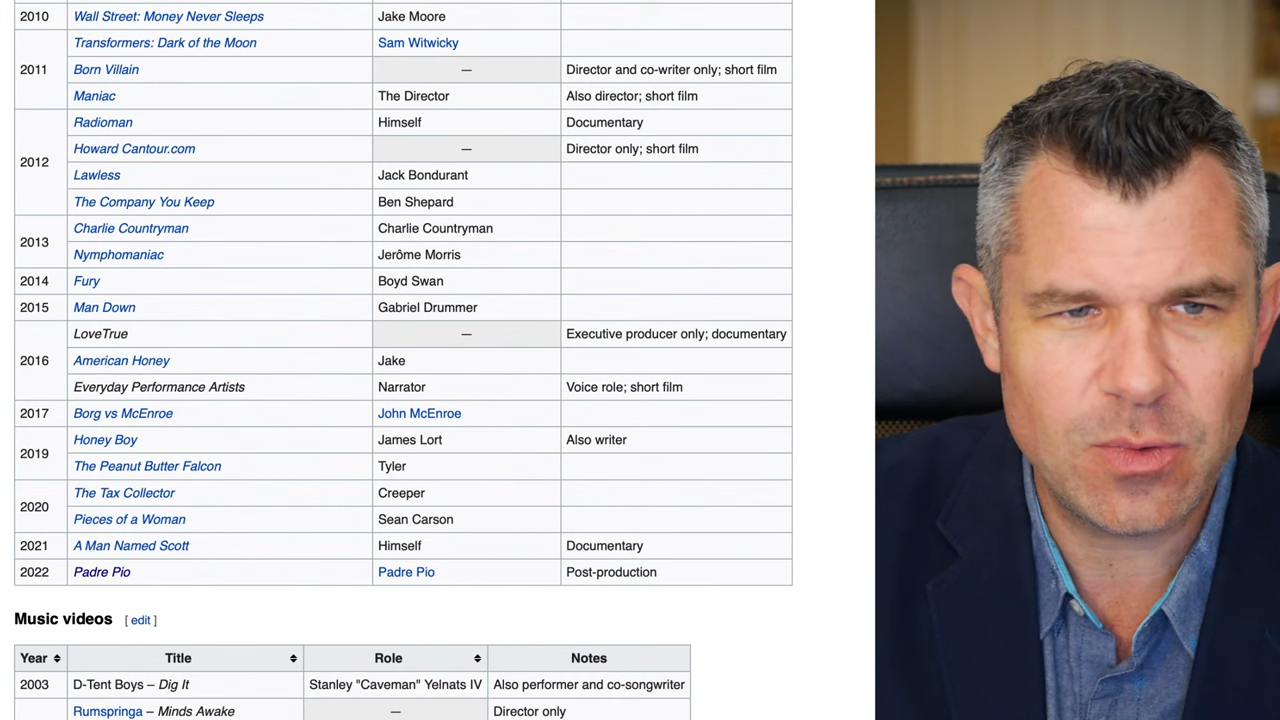 2010 Wall Street: Money Never Sleeps Jake Moore
Transformers: Dark of the Moon Sam Witwicky
2011 Born Villain — Director and co-writer only; short film
Maniac The Director Also director; short film
Radioman Himself Documentary
Howard Cantour.com — Director only; short film
2012
Lawless Jack Bondurant
The Company You Keep Ben Shepard
Charlie Countryman Charlie Countryman
2013
Nymphomaniac Jerôme Morris
2014 Fury Boyd Swan
2015 Man Down Gabriel Drummer
LoveTrue — Executive producer only; documentary
2016 American Honey Jake
Everyday Performance Artists Narrator Voice role; short film
2017 Borg vs McEnroe John McEnroe
Honey Boy James Lort Also writer
2019
The Peanut Butter Falcon Tyler
The Tax Collector Creeper
2020
Pieces of a Woman Sean Carson
2021 A Man Named Scott Himself Documentary
2022 Padre Pio Padre Pio Post-production
Music videos [ edit ]
Year Title Role Notes
2003 D-Tent Boys – Dig It Stanley "Caveman" Yelnats IV Also performer and co-songwriter
Rumspringa – Minds Awake — Director only